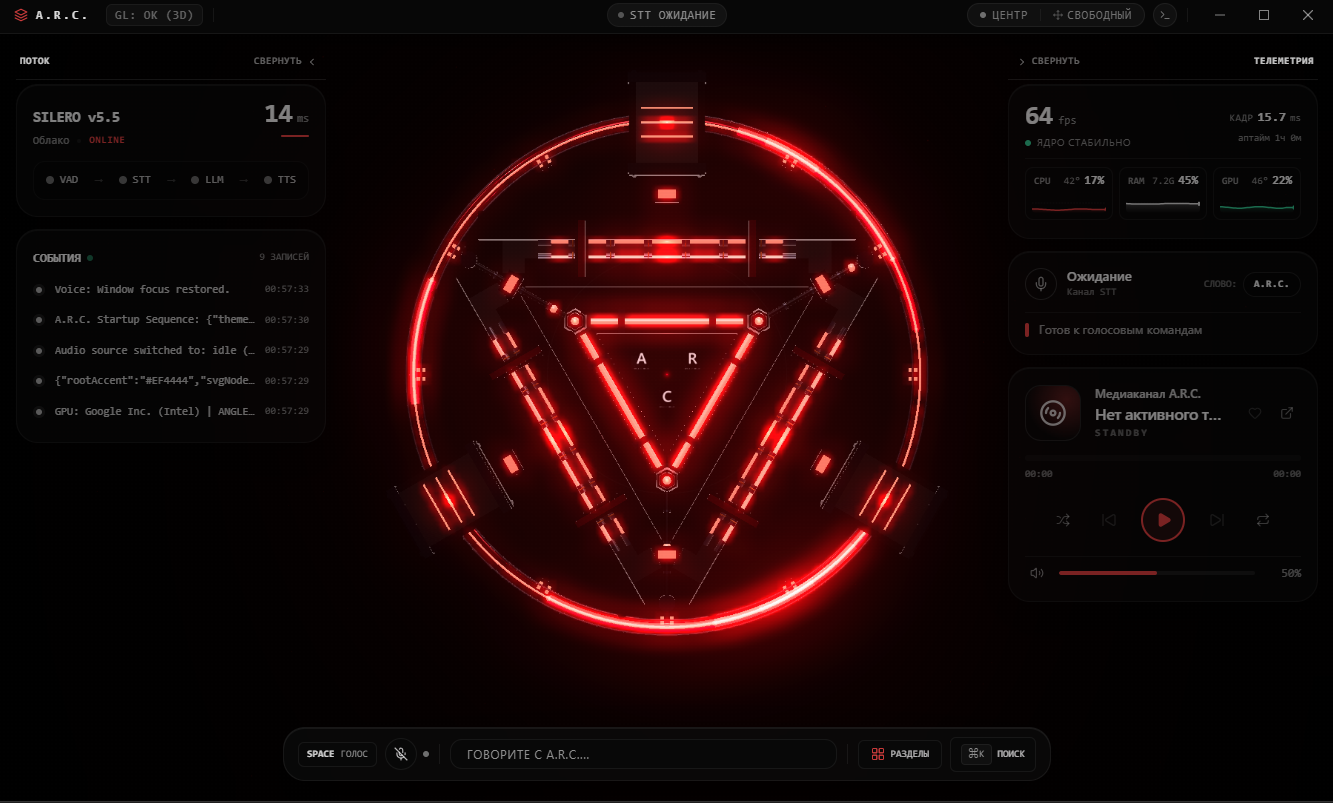 A.R.C.
GL: OK (3D)
STT ОЖИДАНИЕ
ЦЕНТР
СВОБОДНЫЙ
ПОТОК
СВЕРНУТЬ
SILERO v5.5
14 ms
Облако · ONLINE
VAD → STT → LLM → TTS
СОБЫТИЯ
9 ЗАПИСЕЙ
Voice: Window focus restored. 00:57:33
A.R.C. Startup Sequence: {"theme… 00:57:30
Audio source switched to: idle (… 00:57:29
{"rootAccent":"#EF4444","svgNode… 00:57:29
GPU: Google Inc. (Intel) | ANGLE… 00:57:29
A R
C
СВЕРНУТЬ
ТЕЛЕМЕТРИЯ
64 fps
КАДР 15.7 ms
ЯДРО СТАБИЛЬНО
аптайм 1ч 0м
CPU 42° 17%
RAM 7.2G 45%
GPU 46° 22%
Ожидание
Канал STT
СЛОВО: A.R.C.
Готов к голосовым командам
Медиаканал A.R.C.
Нет активного т…
STANDBY
00:00
00:00
50%
SPACE ГОЛОС
ГОВОРИТЕ С A.R.C....
РАЗДЕЛЫ
⌘K ПОИСК